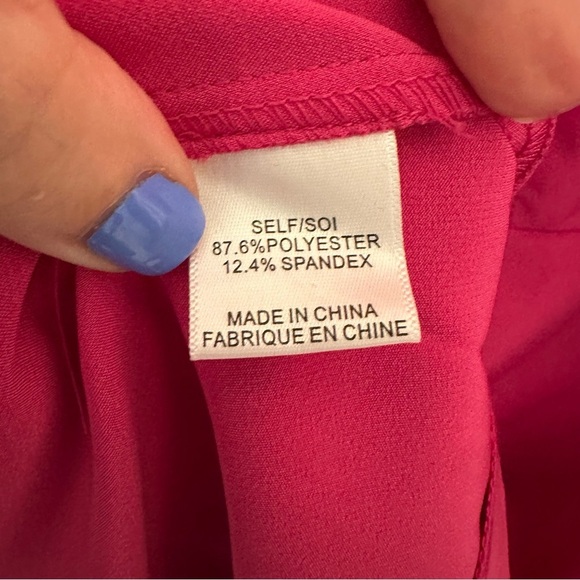 SELF/SOI
87.6%POLYESTER
12.4% SPANDEX
MADE IN CHINA
FABRIQUE EN CHINE